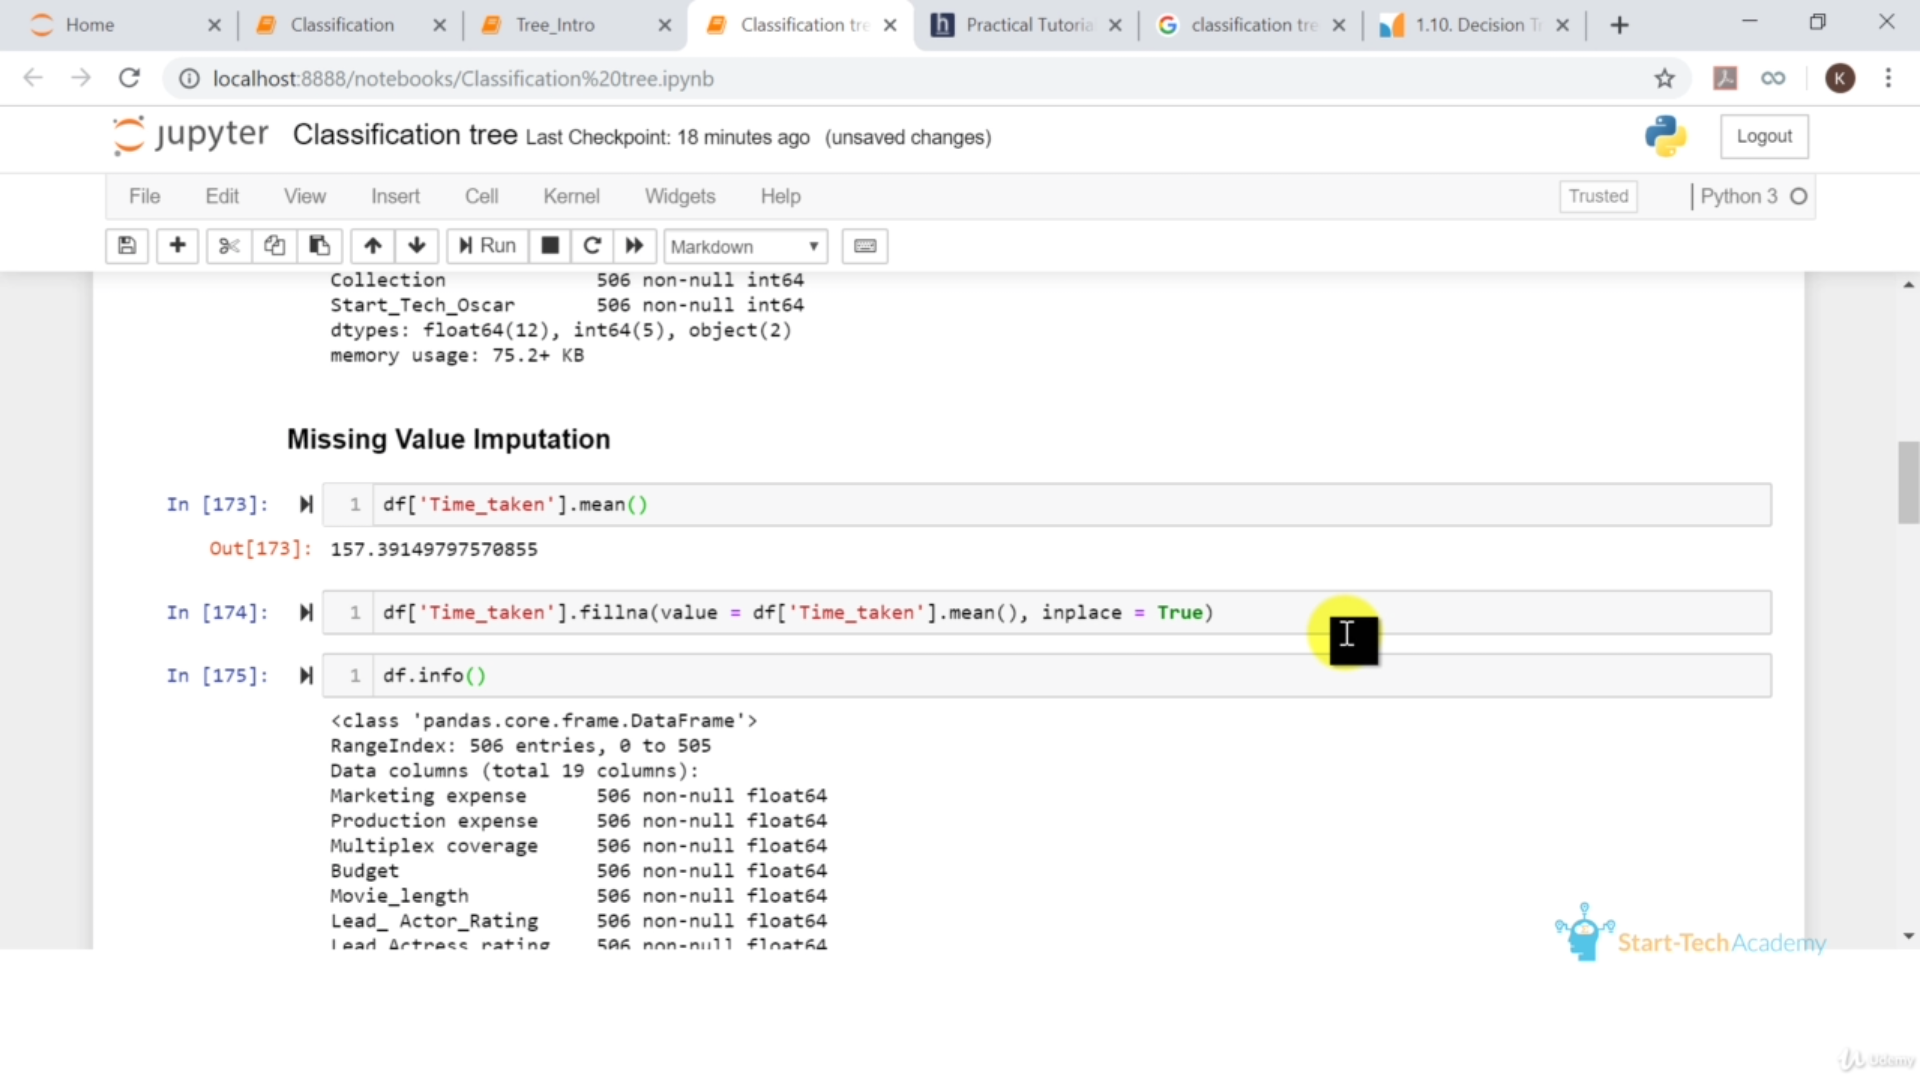 Home
Classification
Tree_Intro
Classification tre
Practical Tutoria
classification tre
1.10. Decision Tr
localhost:8888/notebooks/Classification%20tree.ipynb
K
jupyter Classification tree Last Checkpoint: 18 minutes ago (unsaved changes)
Logout
File Edit View Insert Cell Kernel Widgets Help
Trusted
Python 3
Run
Markdown
Collection 506 non-null int64
Start_Tech_Oscar 506 non-null int64
dtypes: float64(12), int64(5), object(2)
memory usage: 75.2+ KB
Missing Value Imputation
In [173]: 1 df['Time_taken'].mean()
Out[173]: 157.39149797570855
In [174]: 1 df['Time_taken'].fillna(value = df['Time_taken'].mean(), inplace = True)
In [175]: 1 df.info()
<class 'pandas.core.frame.DataFrame'>
RangeIndex: 506 entries, 0 to 505
Data columns (total 19 columns):
Marketing expense 506 non-null float64
Production expense 506 non-null float64
Multiplex coverage 506 non-null float64
Budget 506 non-null float64
Movie_length 506 non-null float64
Lead_ Actor_Rating 506 non-null float64
Lead_Actress_rating 506 non-null float64
Start-Tech Academy
Udemy